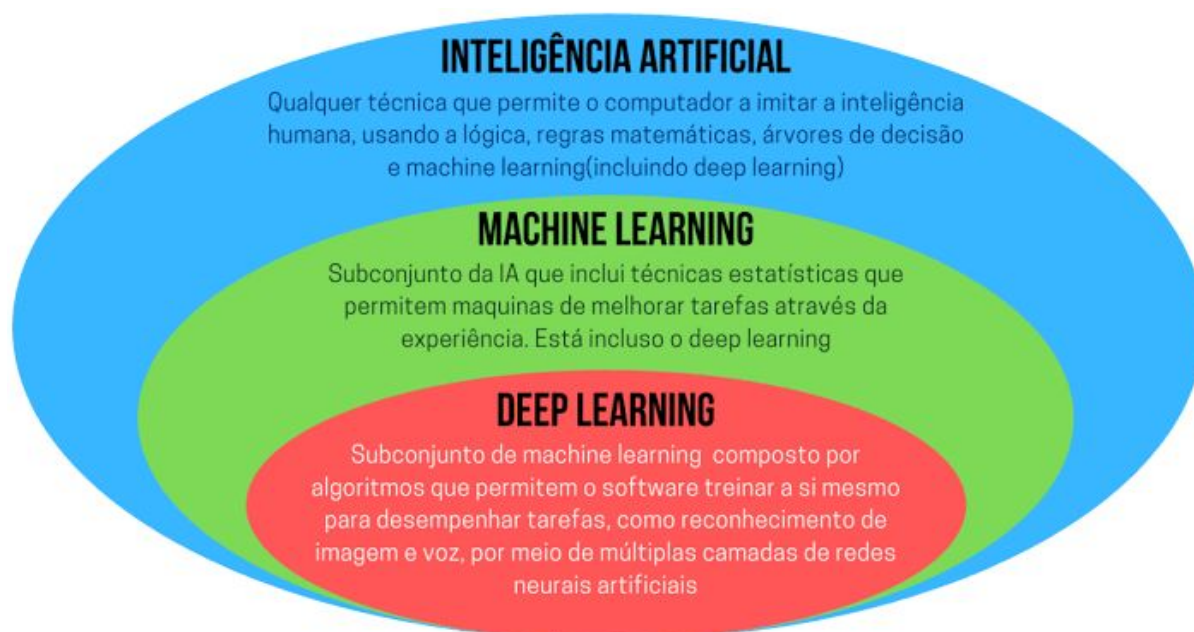 INTELIGÊNCIA ARTIFICIAL
Qualquer técnica que permite o computador a imitar a inteligência
humana, usando a lógica, regras matemáticas, árvores de decisão
e machine learning(incluindo deep learning)
MACHINE LEARNING
Subconjunto da IA que inclui técnicas estatísticas que
permitem maquinas de melhorar tarefas através da
experiência. Está incluso o deep learning
DEEP LEARNING
Subconjunto de machine learning composto por
algoritmos que permitem o software treinar a si mesmo
para desempenhar tarefas, como reconhecimento de
imagem e voz, por meio de múltiplas camadas de redes
neurais artificiais